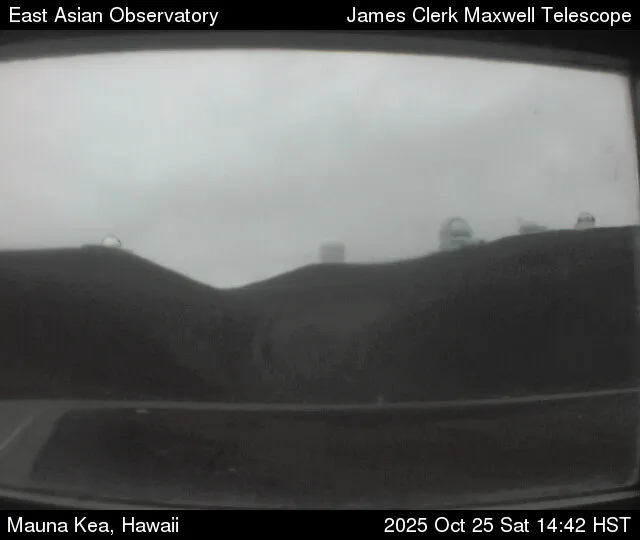 East Asian Observatory
James Clerk Maxwell Telescope
Mauna Kea, Hawaii
2025 Oct 25 Sat 14:42 HST